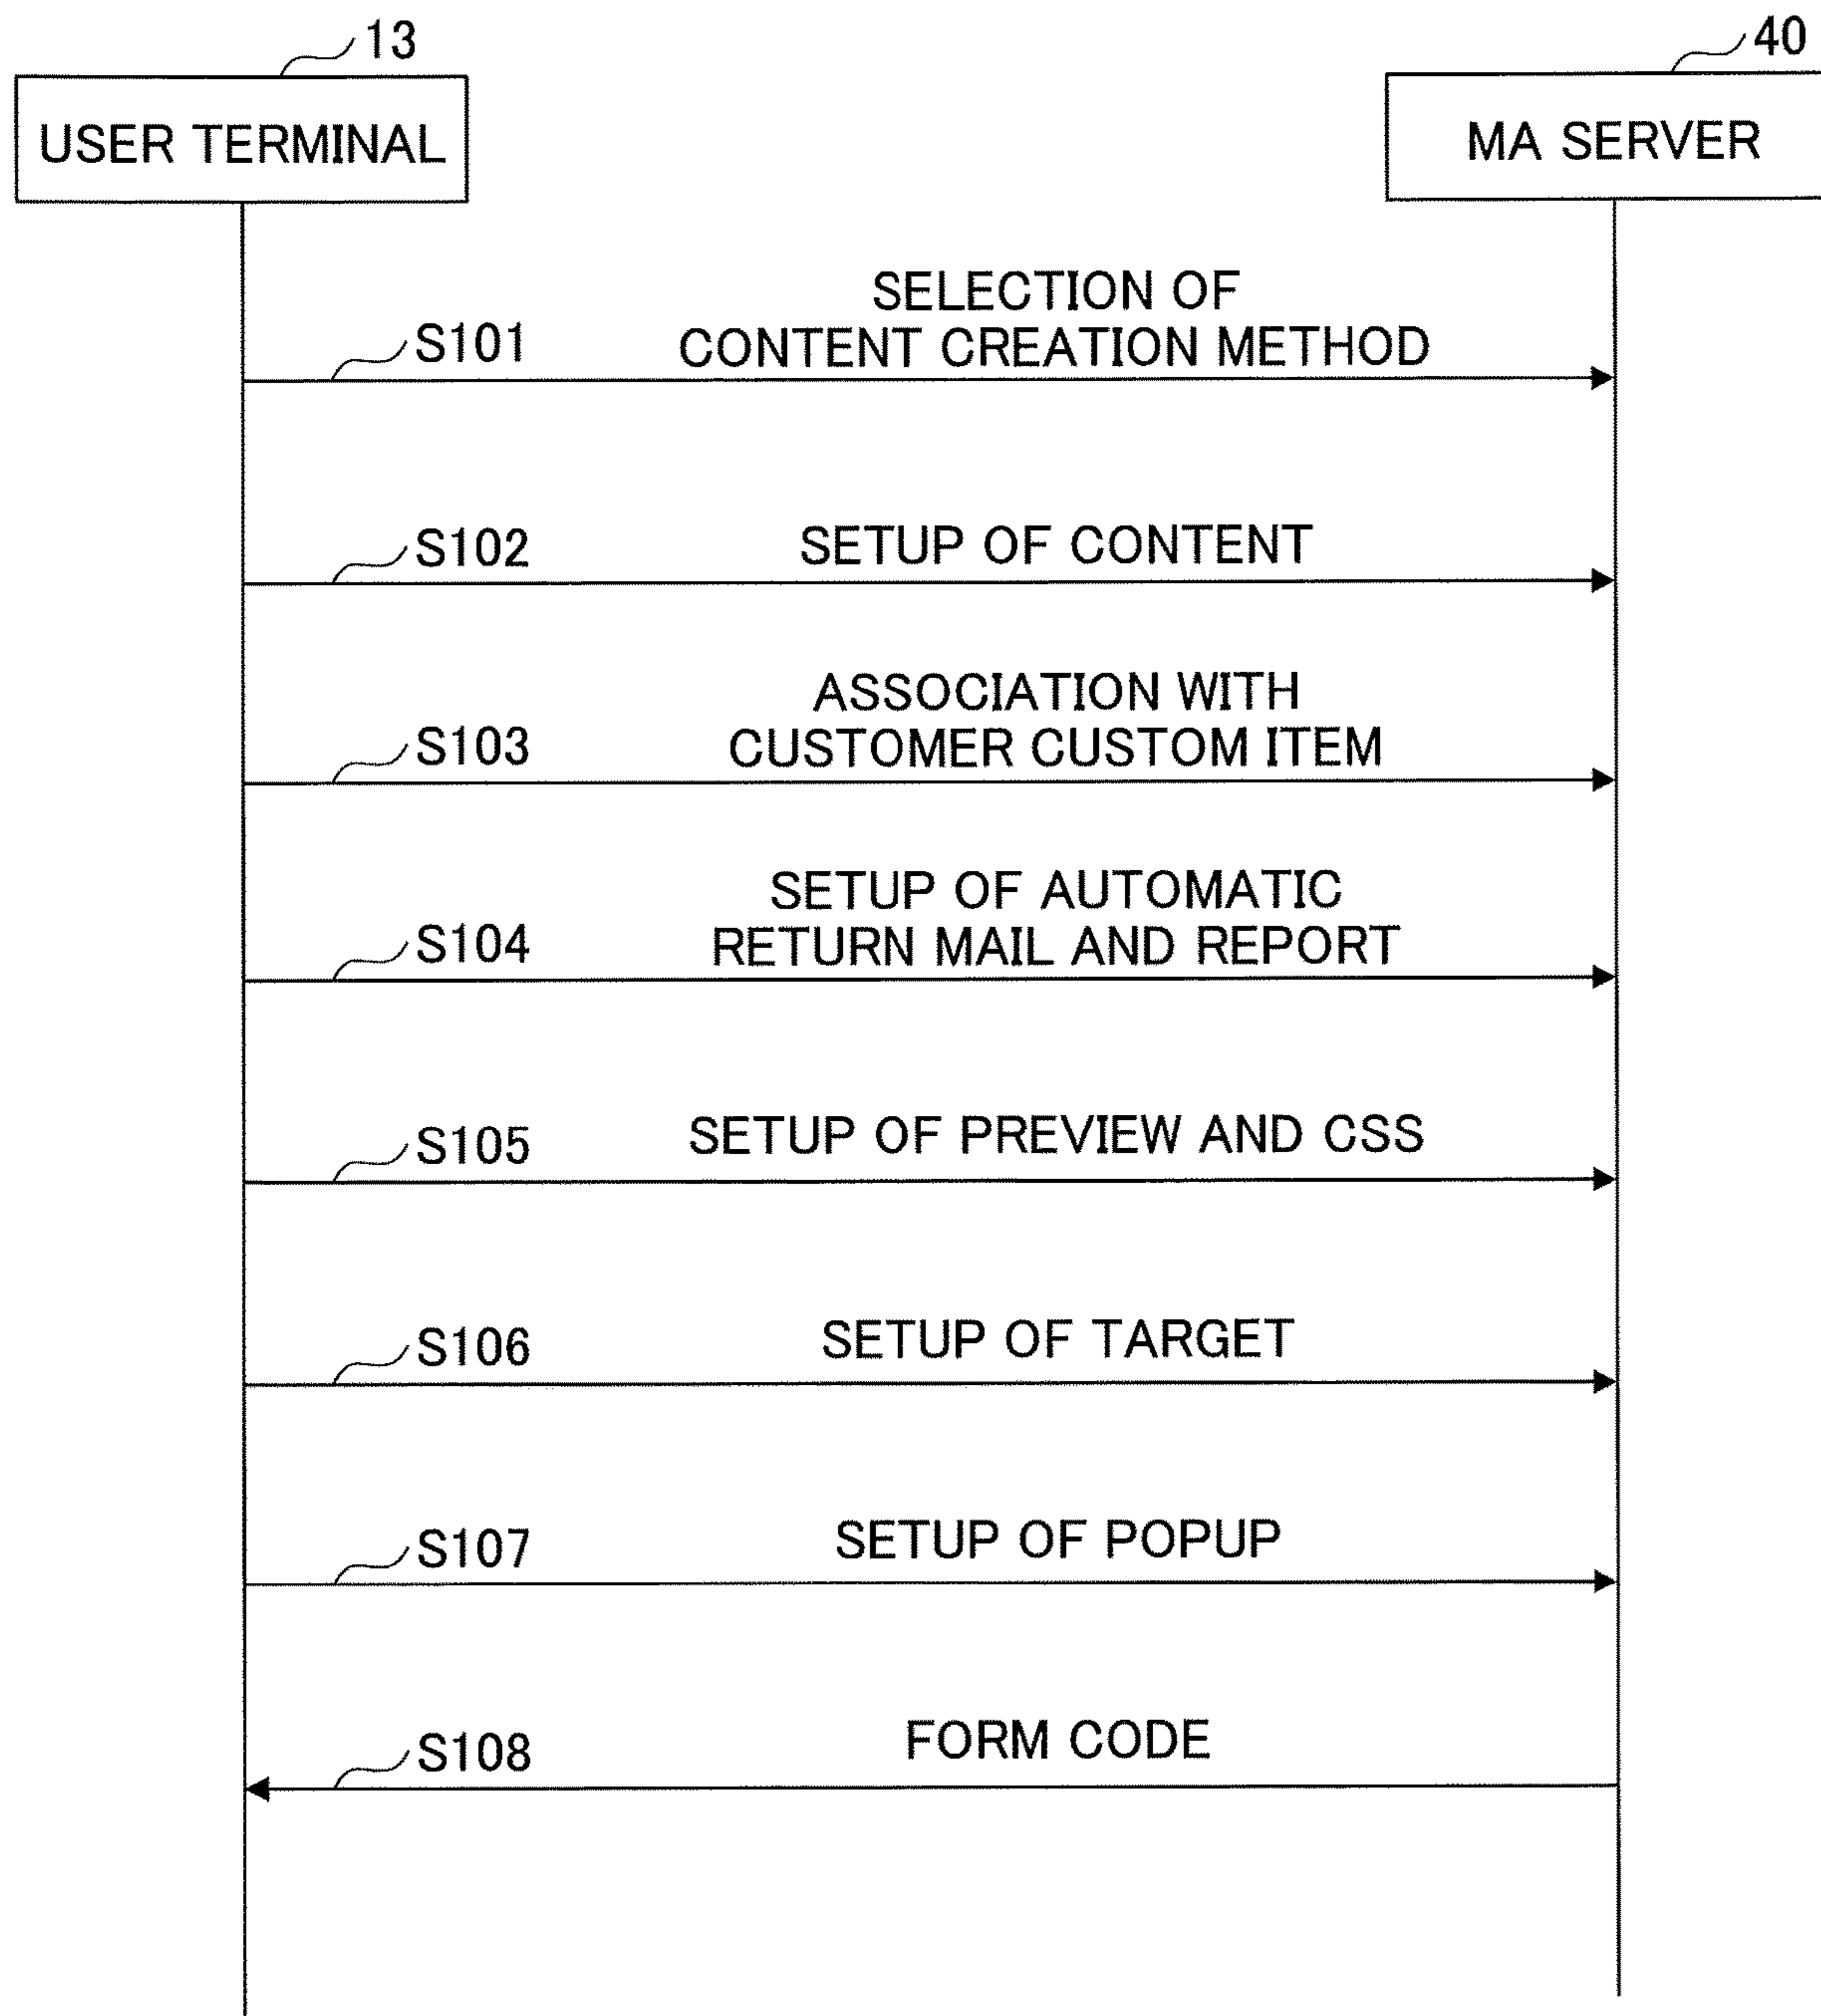 13
40
USER TERMINAL
MA SERVER
SELECTION OF
S101
CONTENT CREATION METHOD
S102
SETUP OF CONTENT
ASSOCIATION WITH
S103
CUSTOMER CUSTOM ITEM
SETUP OF AUTOMATIC
S104
RETURN MAIL AND REPORT
S105
SETUP OF PREVIEW AND CSS
S106
SETUP OF TARGET
S107
SETUP OF POPUP
S108
FORM CODE